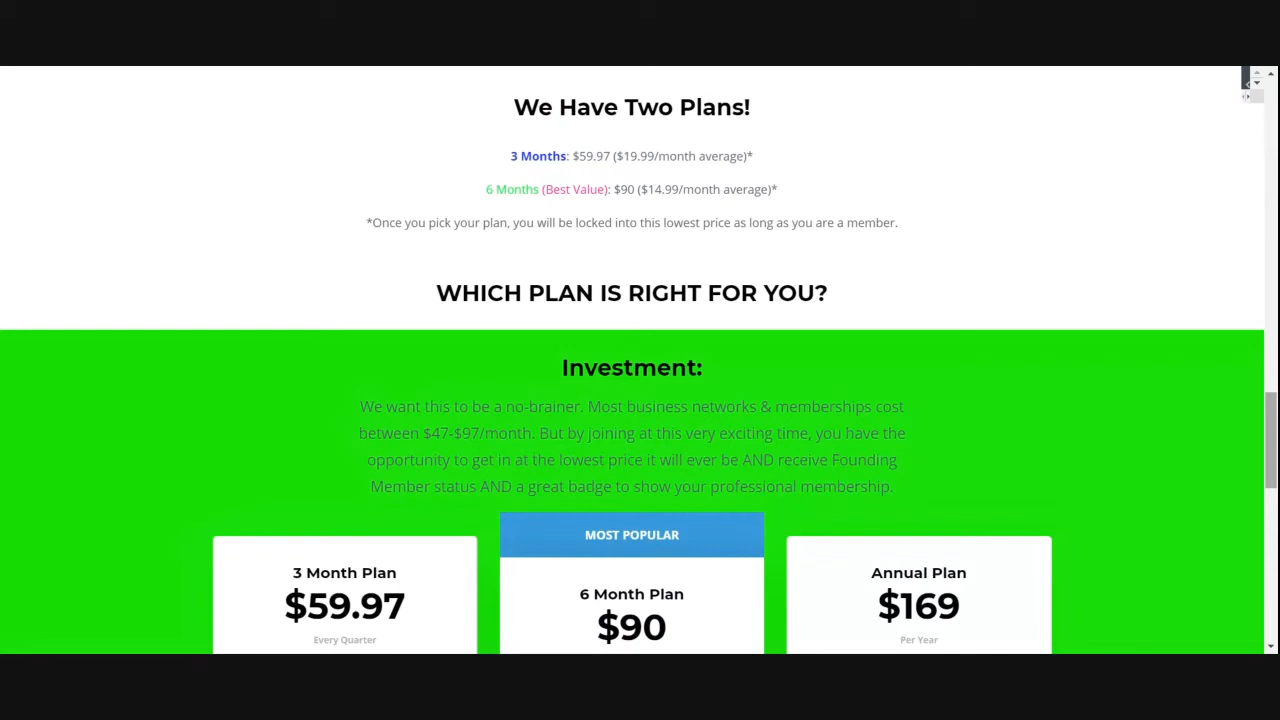 We Have Two Plans!
3 Months: $59.97 ($19.99/month average)*
6 Months (Best Value): $90 ($14.99/month average)*
*Once you pick your plan, you will be locked into this lowest price as long as you are a member.
WHICH PLAN IS RIGHT FOR YOU?
Investment:
We want this to be a no-brainer. Most business networks & memberships cost
between $47-$97/month. But by joining at this very exciting time, you have the
opportunity to get in at the lowest price it will ever be AND receive Founding
Member status AND a great badge to show your professional membership.
MOST POPULAR
3 Month Plan
$59.97
Every Quarter
6 Month Plan
$90
Annual Plan
$169
Per Year